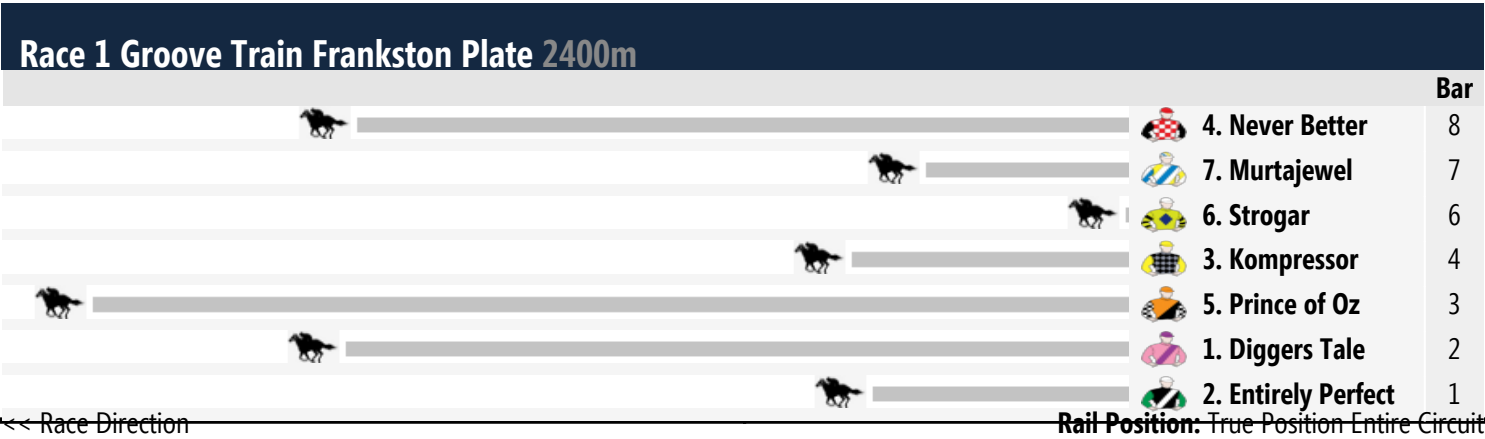 Race 1 Groove Train Frankston Plate 2400m
Bar
4. Never Better 8
7. Murtajewel 7
6. Strogar 6
3. Kompressor 4
5. Prince of Oz 3
1. Diggers Tale 2
2. Entirely Perfect 1
<< Race Direction Rail Position: True Position Entire Circuit